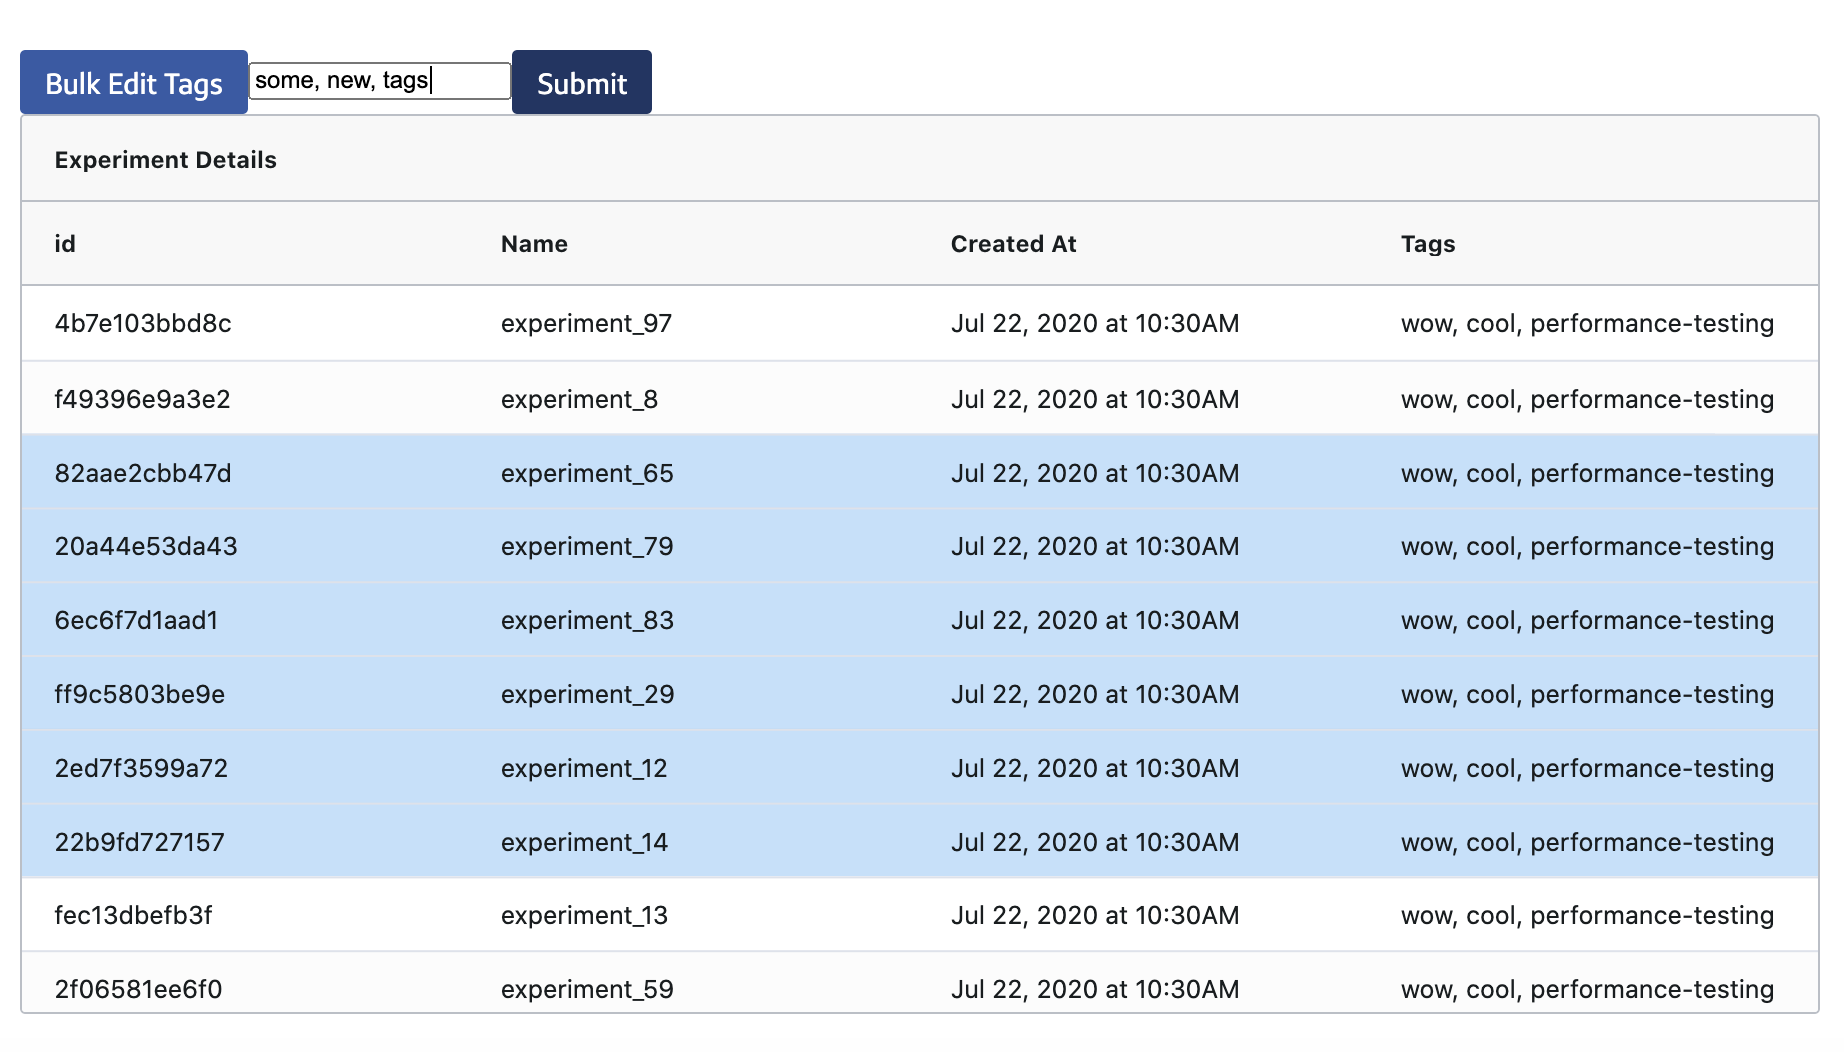 Bulk Edit Tags some, new, tags Submit
Experiment Details
id Name Created At Tags
4b7e103bbd8c experiment_97 Jul 22, 2020 at 10:30AM wow, cool, performance-testing
f49396e9a3e2 experiment_8 Jul 22, 2020 at 10:30AM wow, cool, performance-testing
82aae2cbb47d experiment_65 Jul 22, 2020 at 10:30AM wow, cool, performance-testing
20a44e53da43 experiment_79 Jul 22, 2020 at 10:30AM wow, cool, performance-testing
6ec6f7d1aad1 experiment_83 Jul 22, 2020 at 10:30AM wow, cool, performance-testing
ff9c5803be9e experiment_29 Jul 22, 2020 at 10:30AM wow, cool, performance-testing
2ed7f3599a72 experiment_12 Jul 22, 2020 at 10:30AM wow, cool, performance-testing
22b9fd727157 experiment_14 Jul 22, 2020 at 10:30AM wow, cool, performance-testing
fec13dbefb3f experiment_13 Jul 22, 2020 at 10:30AM wow, cool, performance-testing
2f06581ee6f0 experiment_59 Jul 22, 2020 at 10:30AM wow, cool, performance-testing